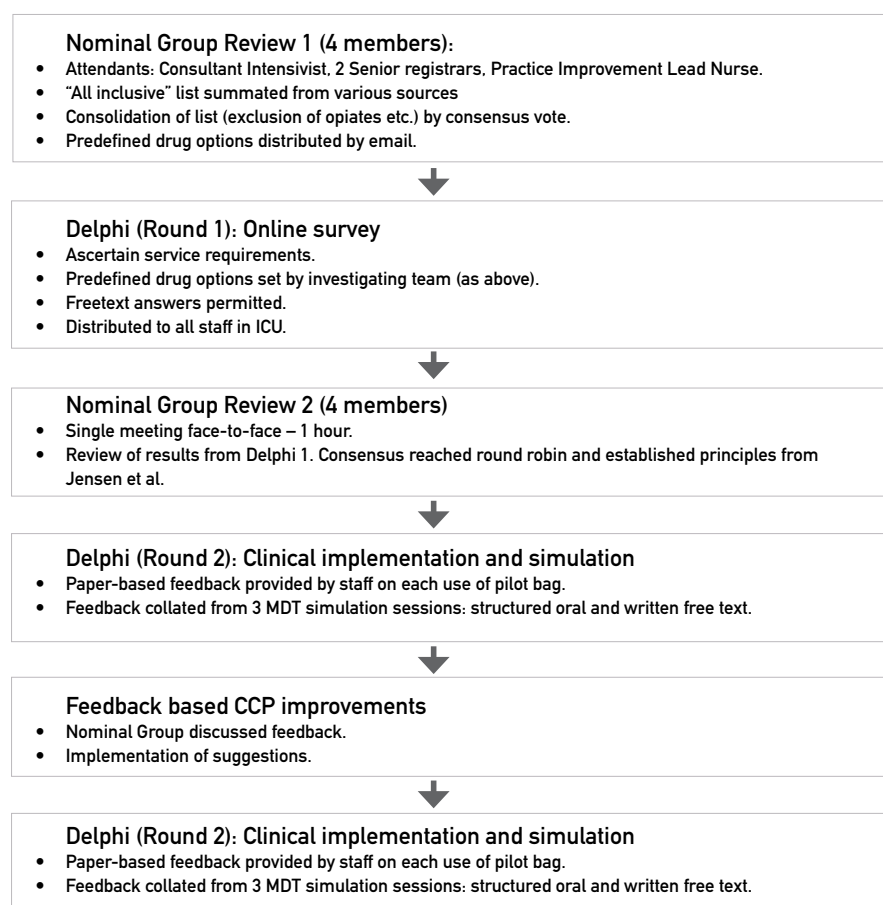 Nominal Group Review 1 (4 members):
• Attendants: Consultant Intensivist, 2 Senior registrars, Practice Improvement Lead Nurse.
• “All inclusive” list summated from various sources
• Consolidation of list (exclusion of opiates etc.) by consensus vote.
• Predefined drug options distributed by email.
Delphi (Round 1): Online survey
• Ascertain service requirements.
• Predefined drug options set by investigating team (as above).
• Freetext answers permitted.
• Distributed to all staff in ICU.
Nominal Group Review 2 (4 members)
• Single meeting face-to-face – 1 hour.
• Review of results from Delphi 1. Consensus reached round robin and established principles from
Jensen et al.
Delphi (Round 2): Clinical implementation and simulation
• Paper-based feedback provided by staff on each use of pilot bag.
• Feedback collated from 3 MDT simulation sessions: structured oral and written free text.
Feedback based CCP improvements
• Nominal Group discussed feedback.
• Implementation of suggestions.
Delphi (Round 2): Clinical implementation and simulation
• Paper-based feedback provided by staff on each use of pilot bag.
• Feedback collated from 3 MDT simulation sessions: structured oral and written free text.